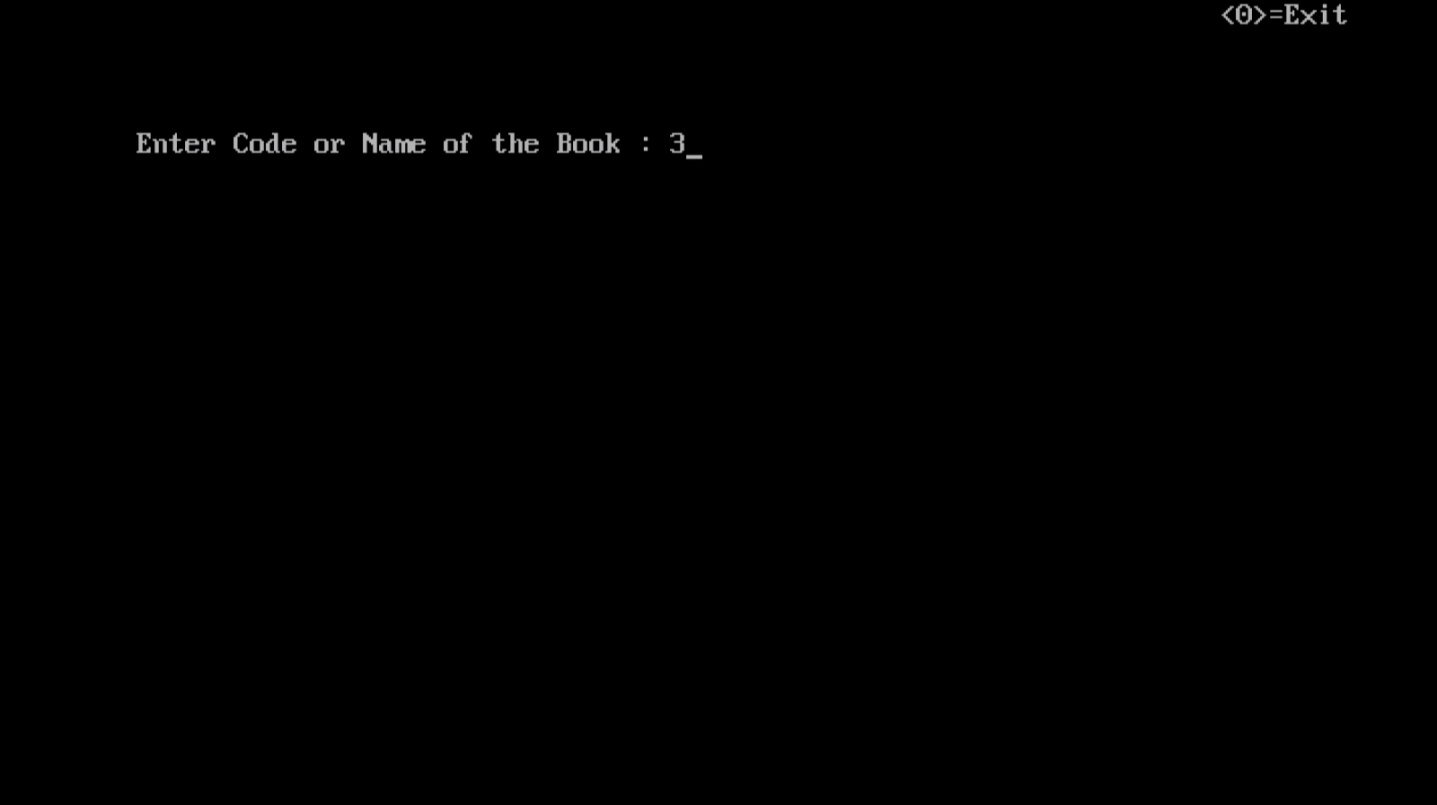 <0>=Exit
Enter Code or Name of the Book : 3_